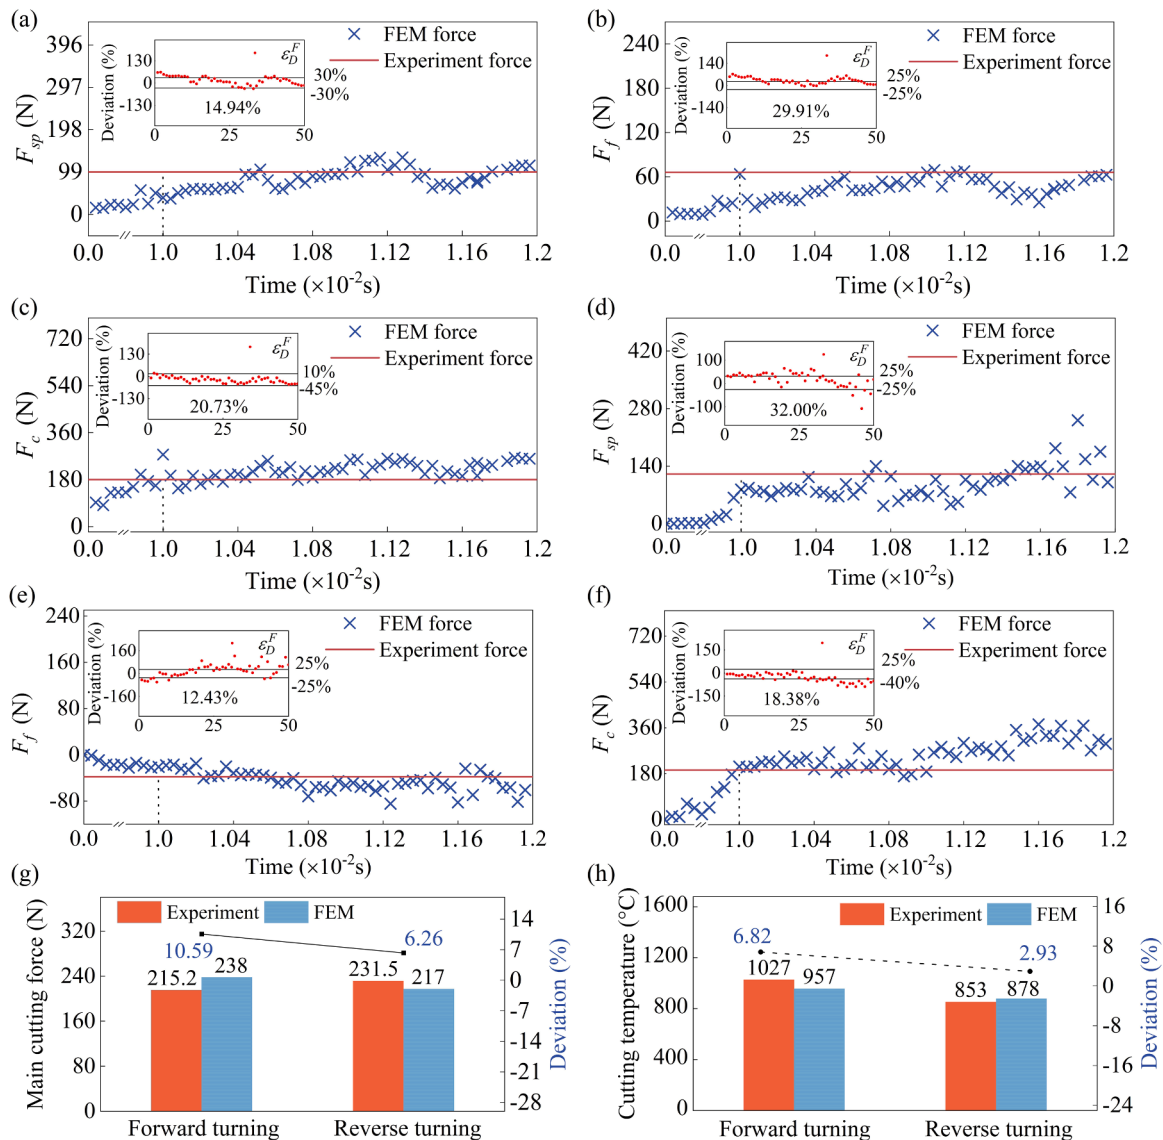 (a)
396
297
198
99
0
F_sp (N)
FEM force
Experiment force
Deviation (%)
130
0
-130
ε_D^F
30%
-30%
14.94%
0 25 50
0.0 1.0 1.04 1.08 1.12 1.16 1.2
Time (×10⁻²s)
(b)
240
180
120
60
0
F_f (N)
FEM force
Experiment force
Deviation (%)
140
0
-140
ε_D^F
25%
-25%
29.91%
0 25 50
0.0 1.0 1.04 1.08 1.12 1.16 1.2
Time (×10⁻²s)
(c)
720
540
360
180
0
F_c (N)
FEM force
Experiment force
Deviation (%)
130
0
-130
ε_D^F
10%
-45%
20.73%
0 25 50
0.0 1.0 1.04 1.08 1.12 1.16 1.2
Time (×10⁻²s)
(d)
420
280
140
0
F_sp (N)
FEM force
Experiment force
Deviation (%)
100
0
-100
ε_D^F
25%
-25%
32.00%
0 25 50
0.0 1.0 1.04 1.08 1.12 1.16 1.2
Time (×10⁻²s)
(e)
240
160
80
0
-80
F_f (N)
FEM force
Experiment force
Deviation (%)
160
0
-160
ε_D^F
25%
-25%
12.43%
0 25 50
0.0 1.0 1.04 1.08 1.12 1.16 1.2
Time (×10⁻²s)
(f)
720
540
360
180
0
F_c (N)
FEM force
Experiment force
Deviation (%)
150
0
-150
ε_D^F
25%
-40%
18.38%
0 25 50
0.0 1.0 1.04 1.08 1.12 1.16 1.2
Time (×10⁻²s)
(g)
Main cutting force (N)
320
240
160
80
0
Experiment FEM
10.59 6.26
215.2 238 231.5 217
14
7
0
-7
-14
-21
-28
Deviation (%)
Forward turning Reverse turning
(h)
Cutting temperature (°C)
1600
1200
800
400
0
Experiment FEM
6.82 2.93
1027 957 853 878
16
8
0
-8
-16
-24
Deviation (%)
Forward turning Reverse turning